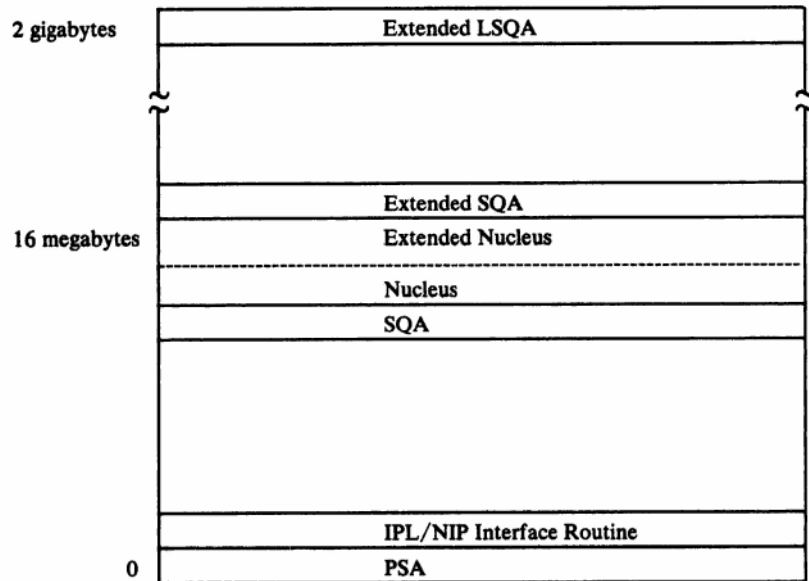 2 gigabytes Extended LSQA
Extended SQA
16 megabytes Extended Nucleus
Nucleus
SQA
IPL/NIP Interface Routine
0 PSA